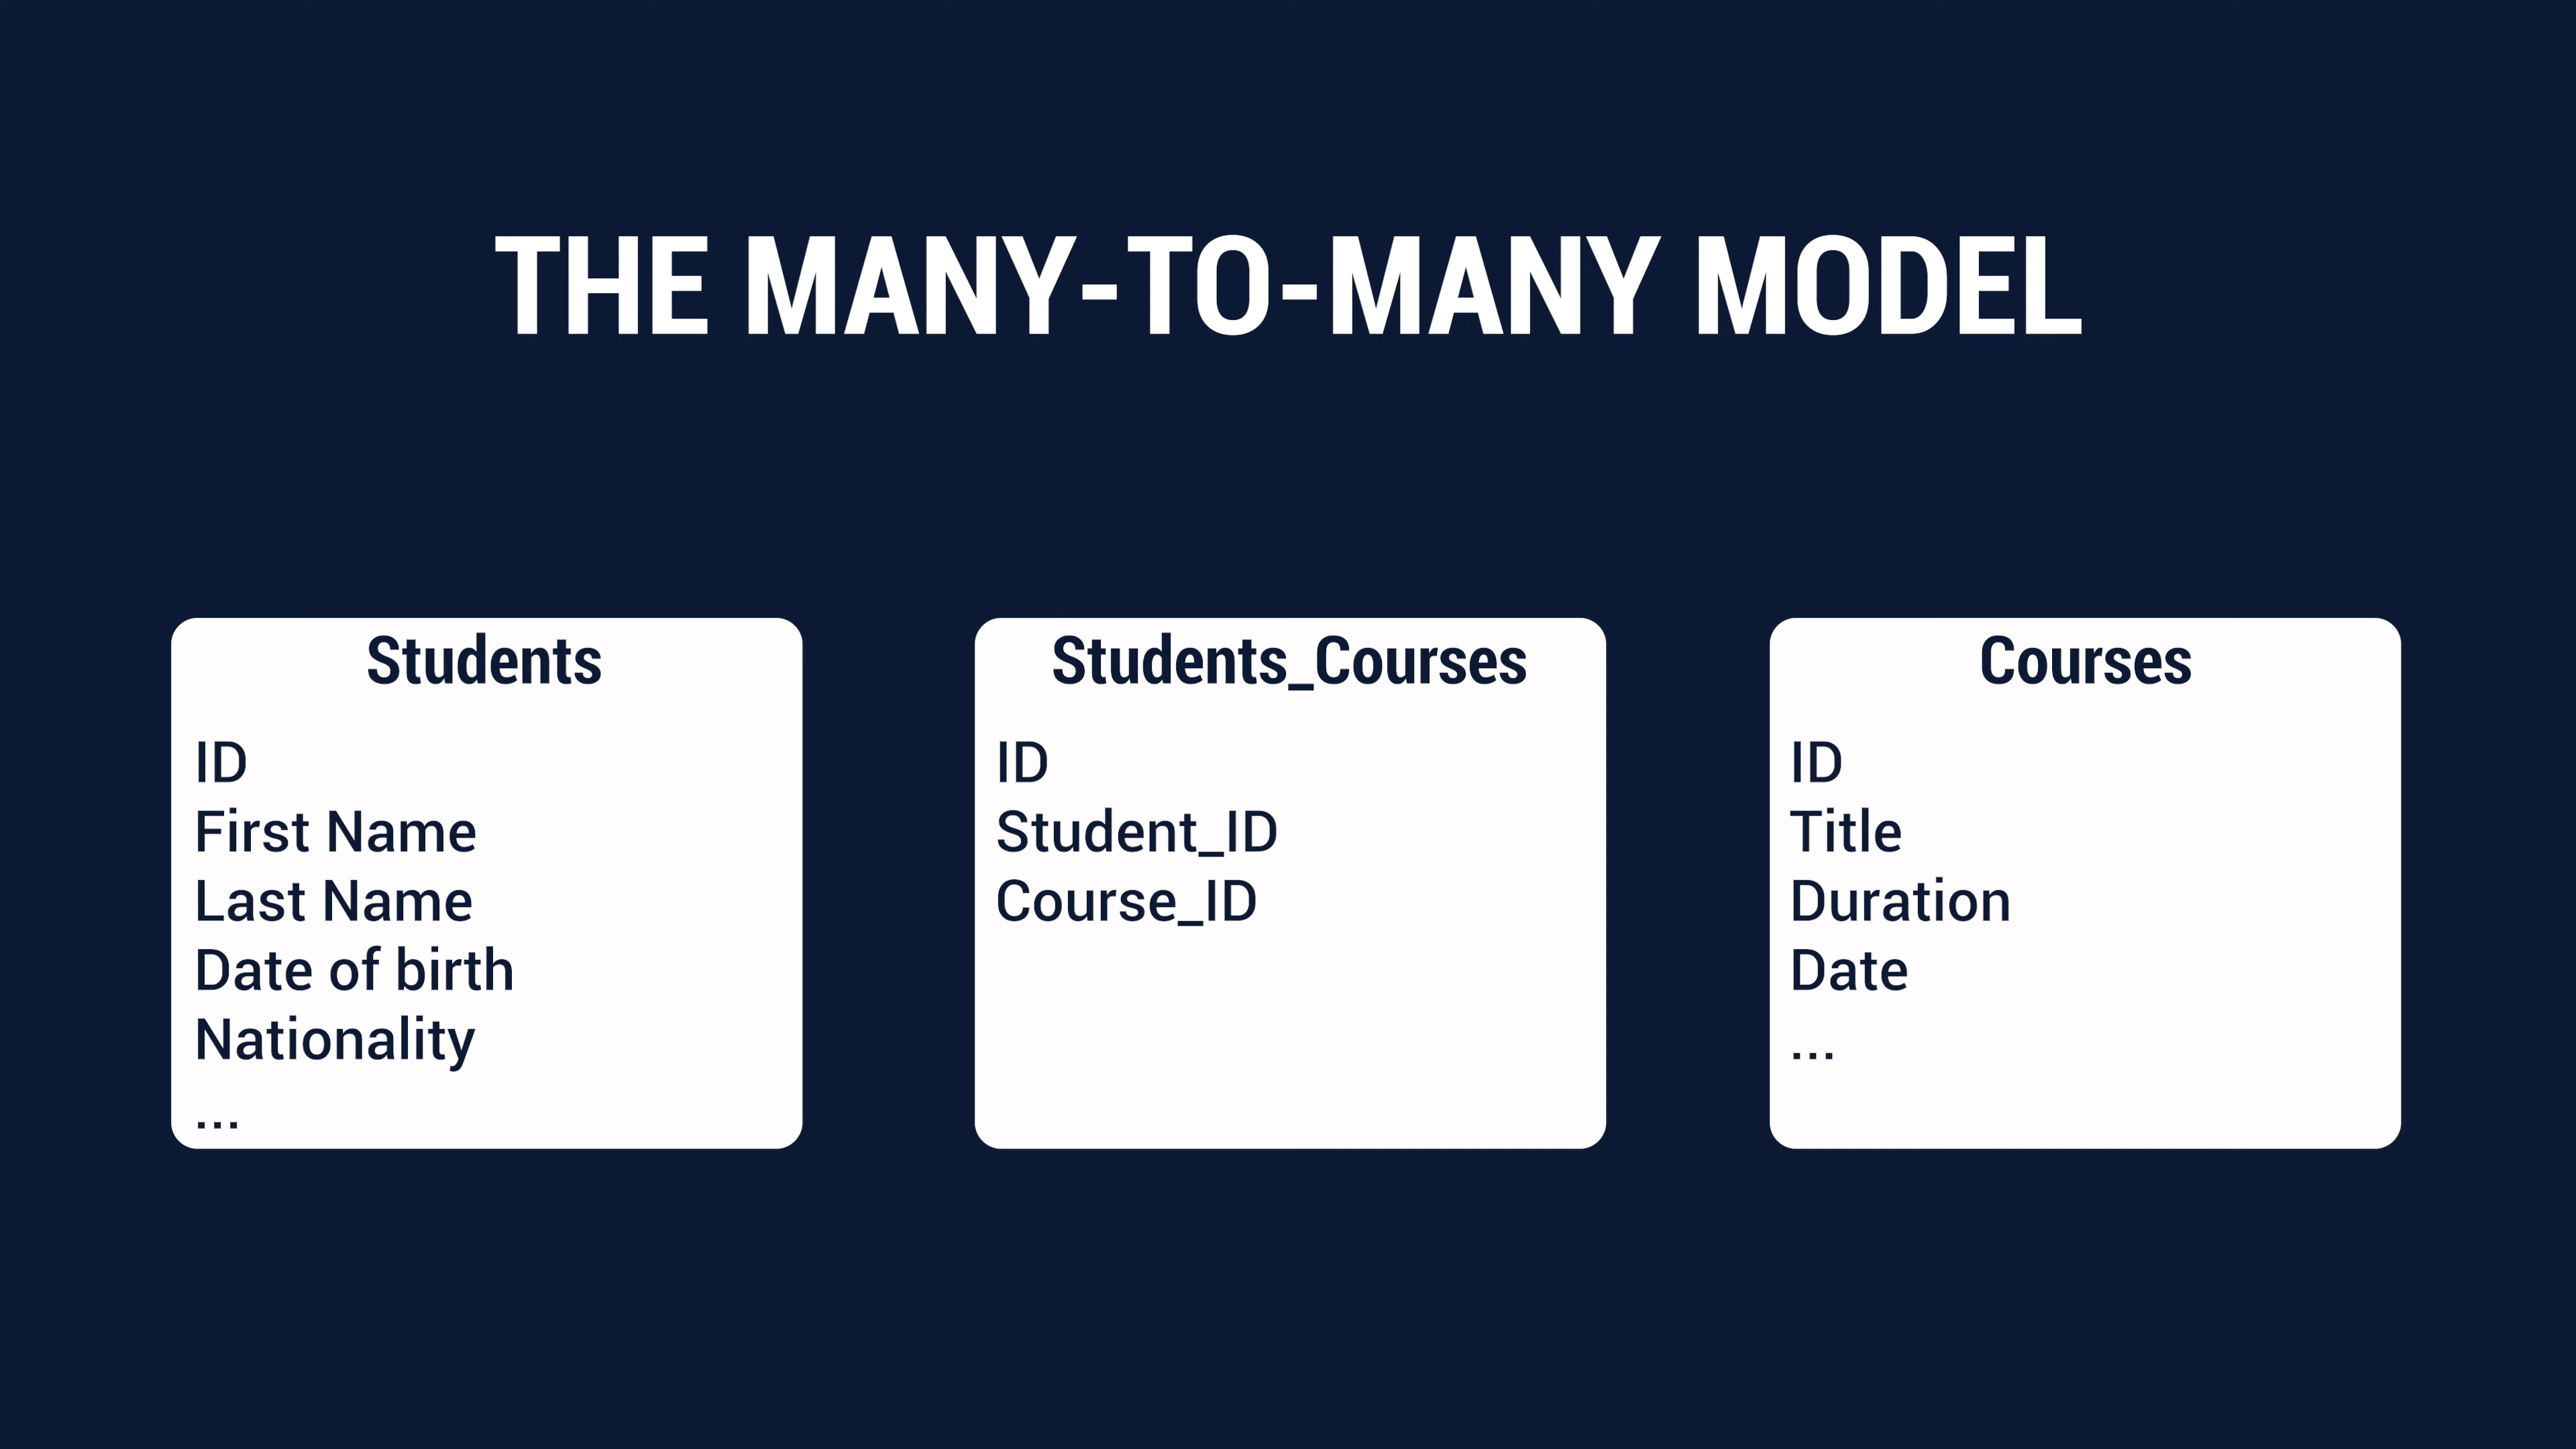 THE MANY-TO-MANY MODEL
Students
ID
First Name
Last Name
Date of birth
Nationality
...
Students_Courses
ID
Student_ID
Course_ID
Courses
ID
Title
Duration
Date
...